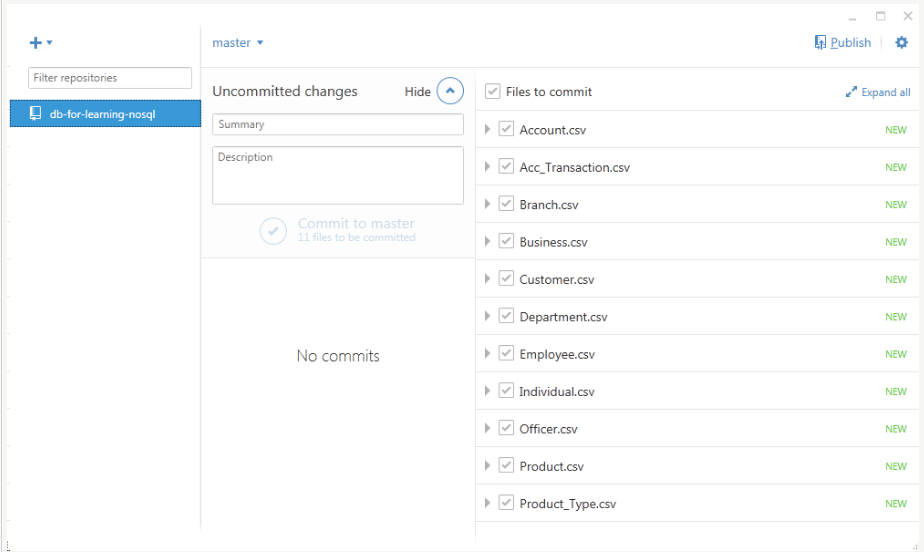 master
Publish
Filter repositories
db-for-learning-nosql
Uncommitted changes
Hide
Summary
Description
Commit to master
11 files to be committed
No commits
Files to commit
Expand all
Account.csv NEW
Acc_Transaction.csv NEW
Branch.csv NEW
Business.csv NEW
Customer.csv NEW
Department.csv NEW
Employee.csv NEW
Individual.csv NEW
Officer.csv NEW
Product.csv NEW
Product_Type.csv NEW